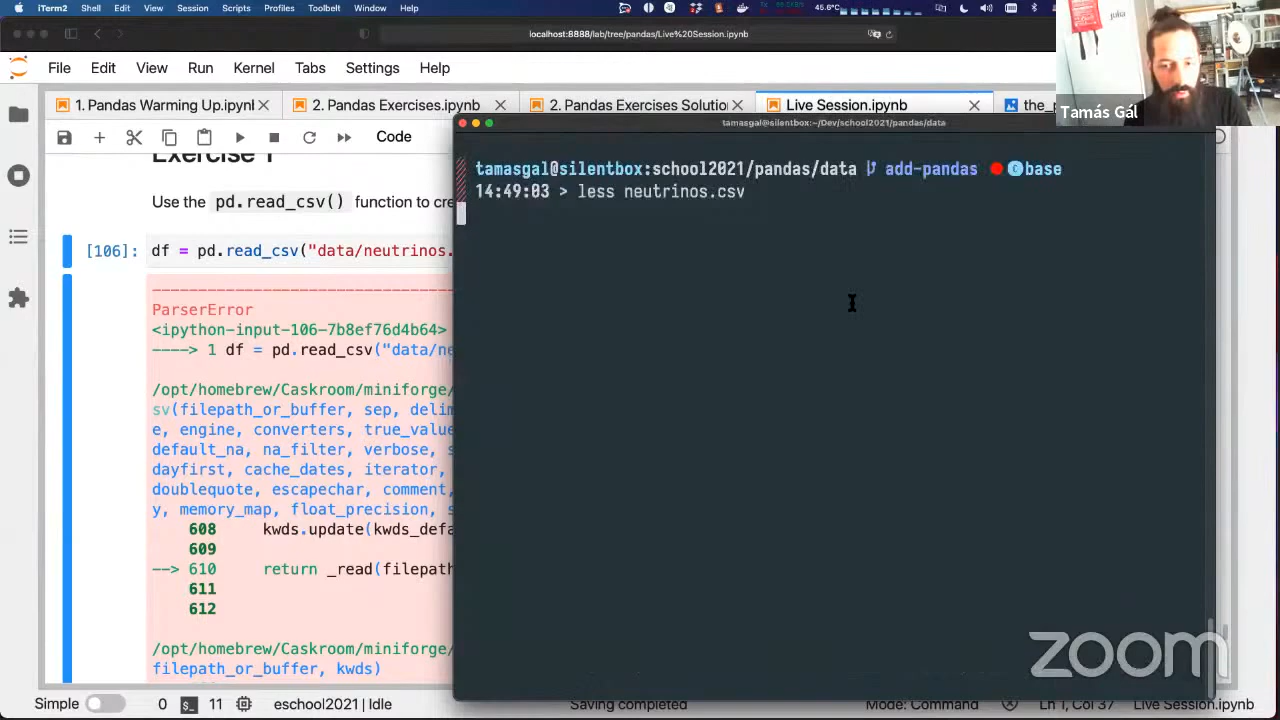 iTerm2 Shell Edit View Session Scripts Profiles Toolbelt Window Help 46.6°C
localhost:8888/lab/tree/pandas/Live%20Session.ipynb
julia
Tamás Gál
File Edit View Run Kernel Tabs Settings Help
1. Pandas Warming Up.ipynl
2. Pandas Exercises.ipynb
2. Pandas Exercises Solutio
Live Session.ipynb
the_p
Code
tamasgal@silentbox:~/Dev/school2021/pandas/data
Exercise 1
Use the pd.read_csv() function to cre
[106]: df = pd.read_csv("data/neutrinos.
ParserError
<ipython-input-106-7b8ef76d4b64>
----> 1 df = pd.read_csv("data/ne
/opt/homebrew/Caskroom/miniforge/
sv(filepath_or_buffer, sep, delim
e, engine, converters, true_value
default_na, na_filter, verbose, s
dayfirst, cache_dates, iterator,
doublequote, escapechar, comment,
y, memory_map, float_precision, s
608 kwds.update(kwds_defa
609
--> 610 return _read(filepath
611
612
/opt/homebrew/Caskroom/miniforge/
filepath_or_buffer, kwds)
tamasgal@silentbox:school2021/pandas/data add-pandas C base
14:49:03 > less neutrinos.csv
zoom
Simple 0 $_ 11 eschool2021 | Idle Saving completed Mode: Command Ln 1, Col 37 Live Session.ipynb